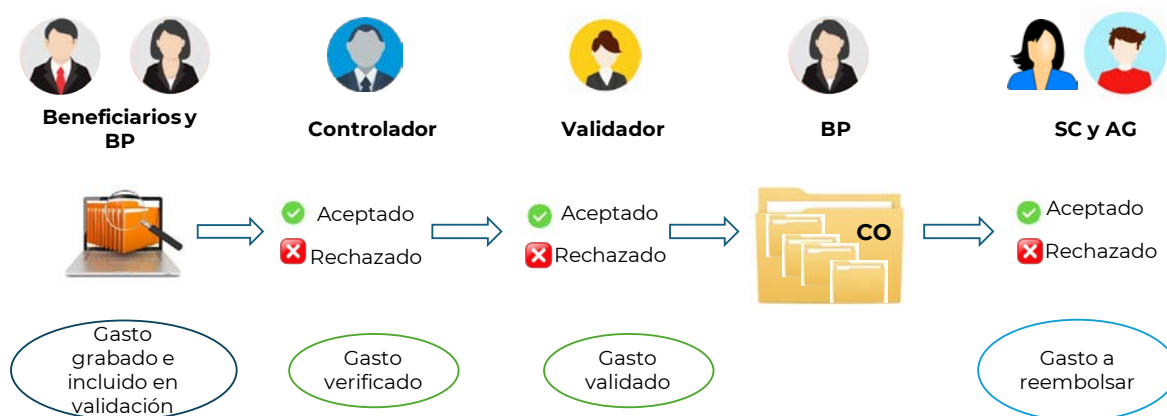 Beneficiarios y
BP
Controlador
Validador
BP
SC y AG
Aceptado
Rechazado
Aceptado
Rechazado
CO
Aceptado
Rechazado
Gasto
grabado e
incluido en
validación
Gasto
verificado
Gasto
validado
Gasto a
reembolsar